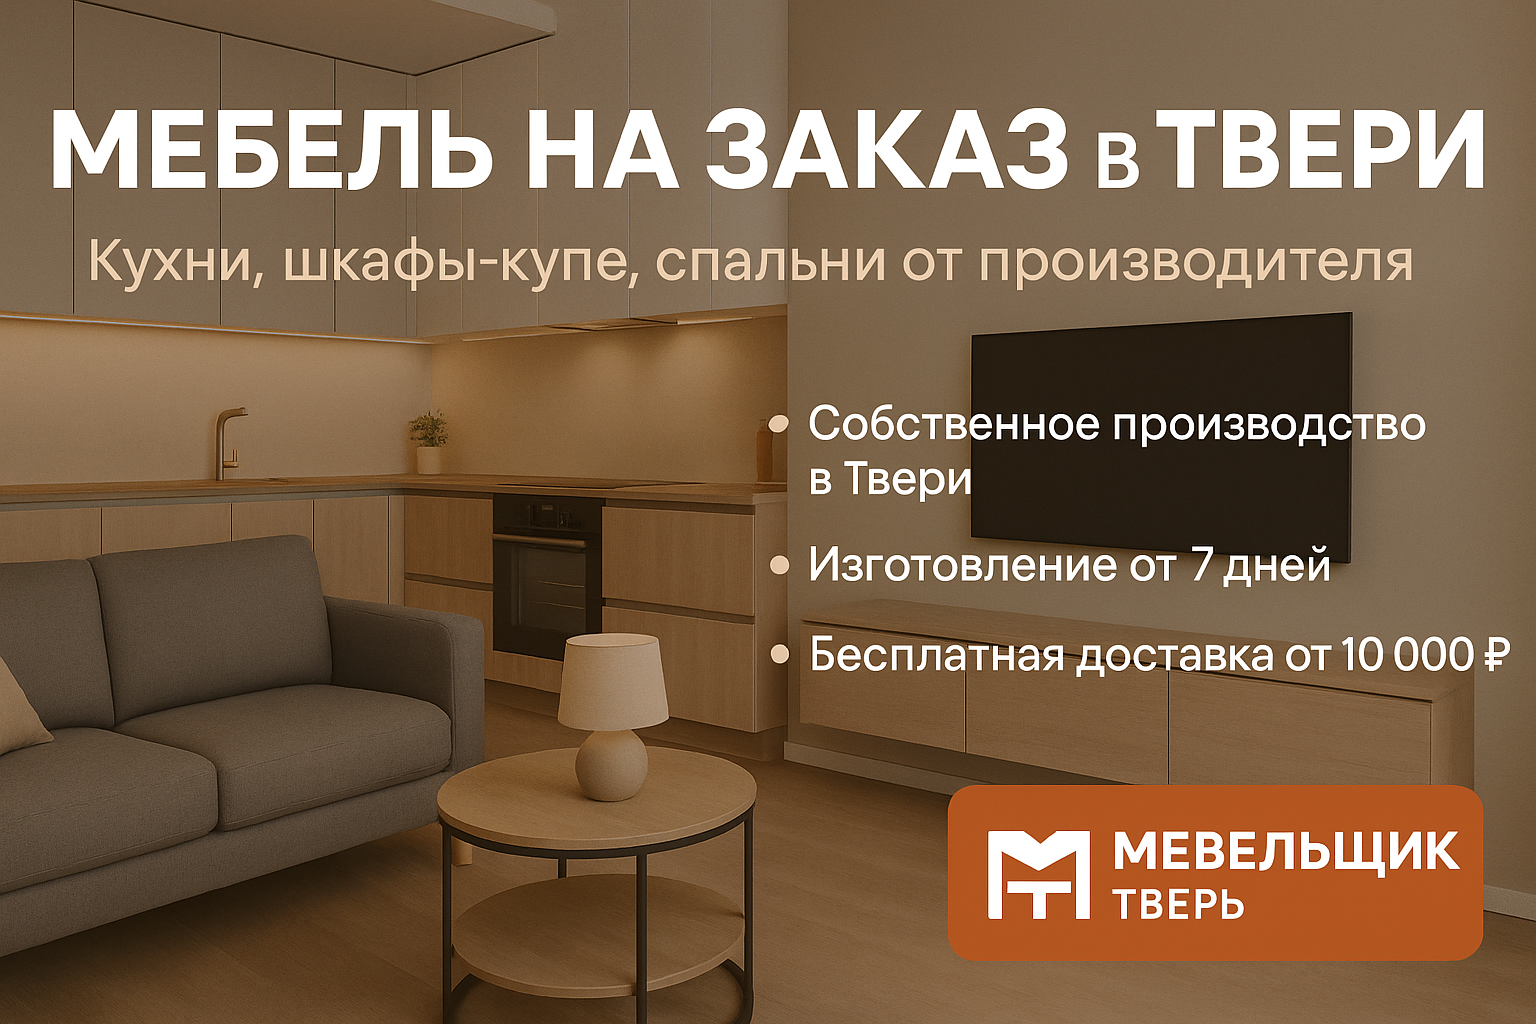 МЕБЕЛЬ НА ЗАКАЗ в ТВЕРИ
Кухни, шкафы-купе, спальни от производителя
• Собственное производство
в Твери
• Изготовление от 7 дней
• Бесплатная доставка от 10 000 ₽
МЕВЕЛЬЩИК
ТВЕРЬ